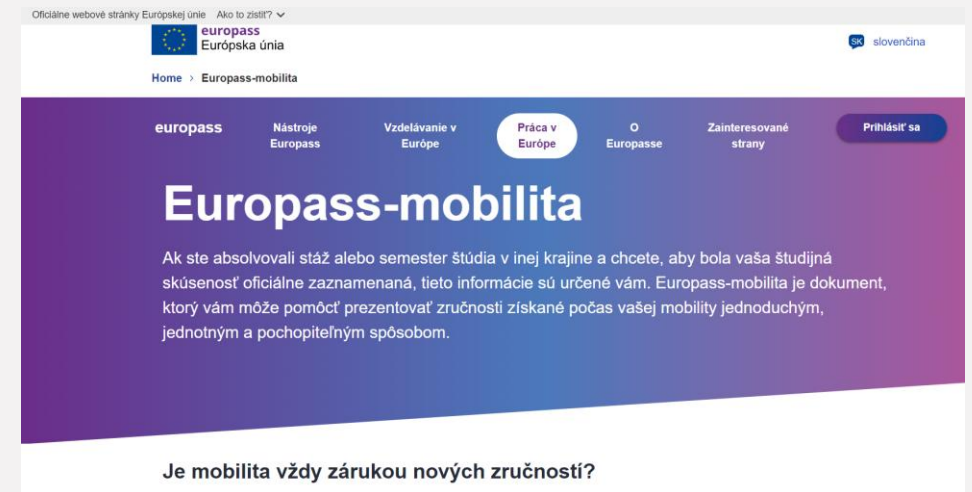 Oficiálne webové stránky Európskej únie Ako to zistiť?
europass
Európska únia
SK slovenčina
Home > Europass-mobilita
europass
Nástroje
Europass
Vzdelávanie v
Európe
Práca v
Európe
O
Europasse
Zainteresované
strany
Prihlásiť sa
Europass-mobilita
Ak ste absolvovali stáž alebo semester štúdia v inej krajine a chcete, aby bola vaša študijná
skúsenosť oficiálne zaznamenaná, tieto informácie sú určené vám. Europass-mobilita je dokument,
ktorý vám môže pomôcť prezentovať zručnosti získané počas vašej mobility jednoduchým,
jednotným a pochopiteľným spôsobom.
Je mobilita vždy zárukou nových zručností?